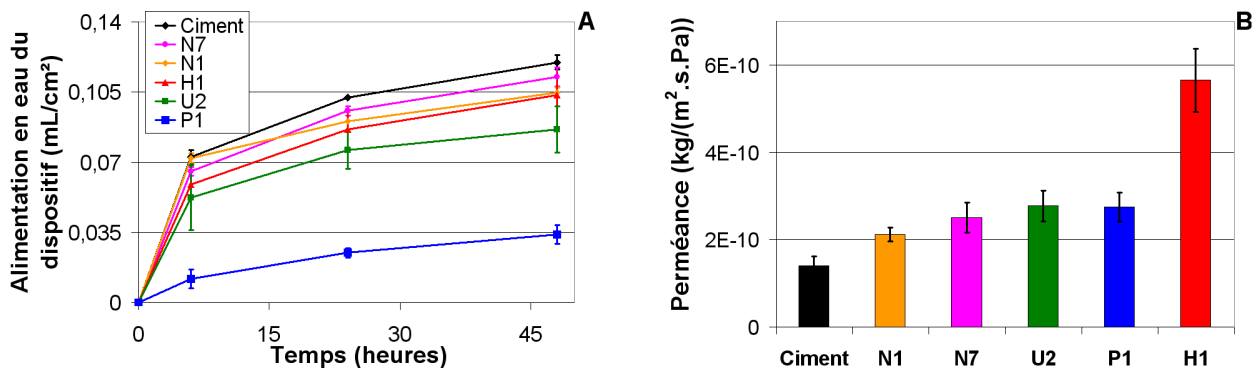 A
Alimentation en eau du
dispositif (mL/cm²)
0,14
0,105
0,07
0,035
0
Ciment
N7
N1
H1
U2
P1
0 15 30 45
Temps (heures)
B
Perméance (kg/(m².s.Pa))
6E-10
4E-10
2E-10
0
Ciment N1 N7 U2 P1 H1